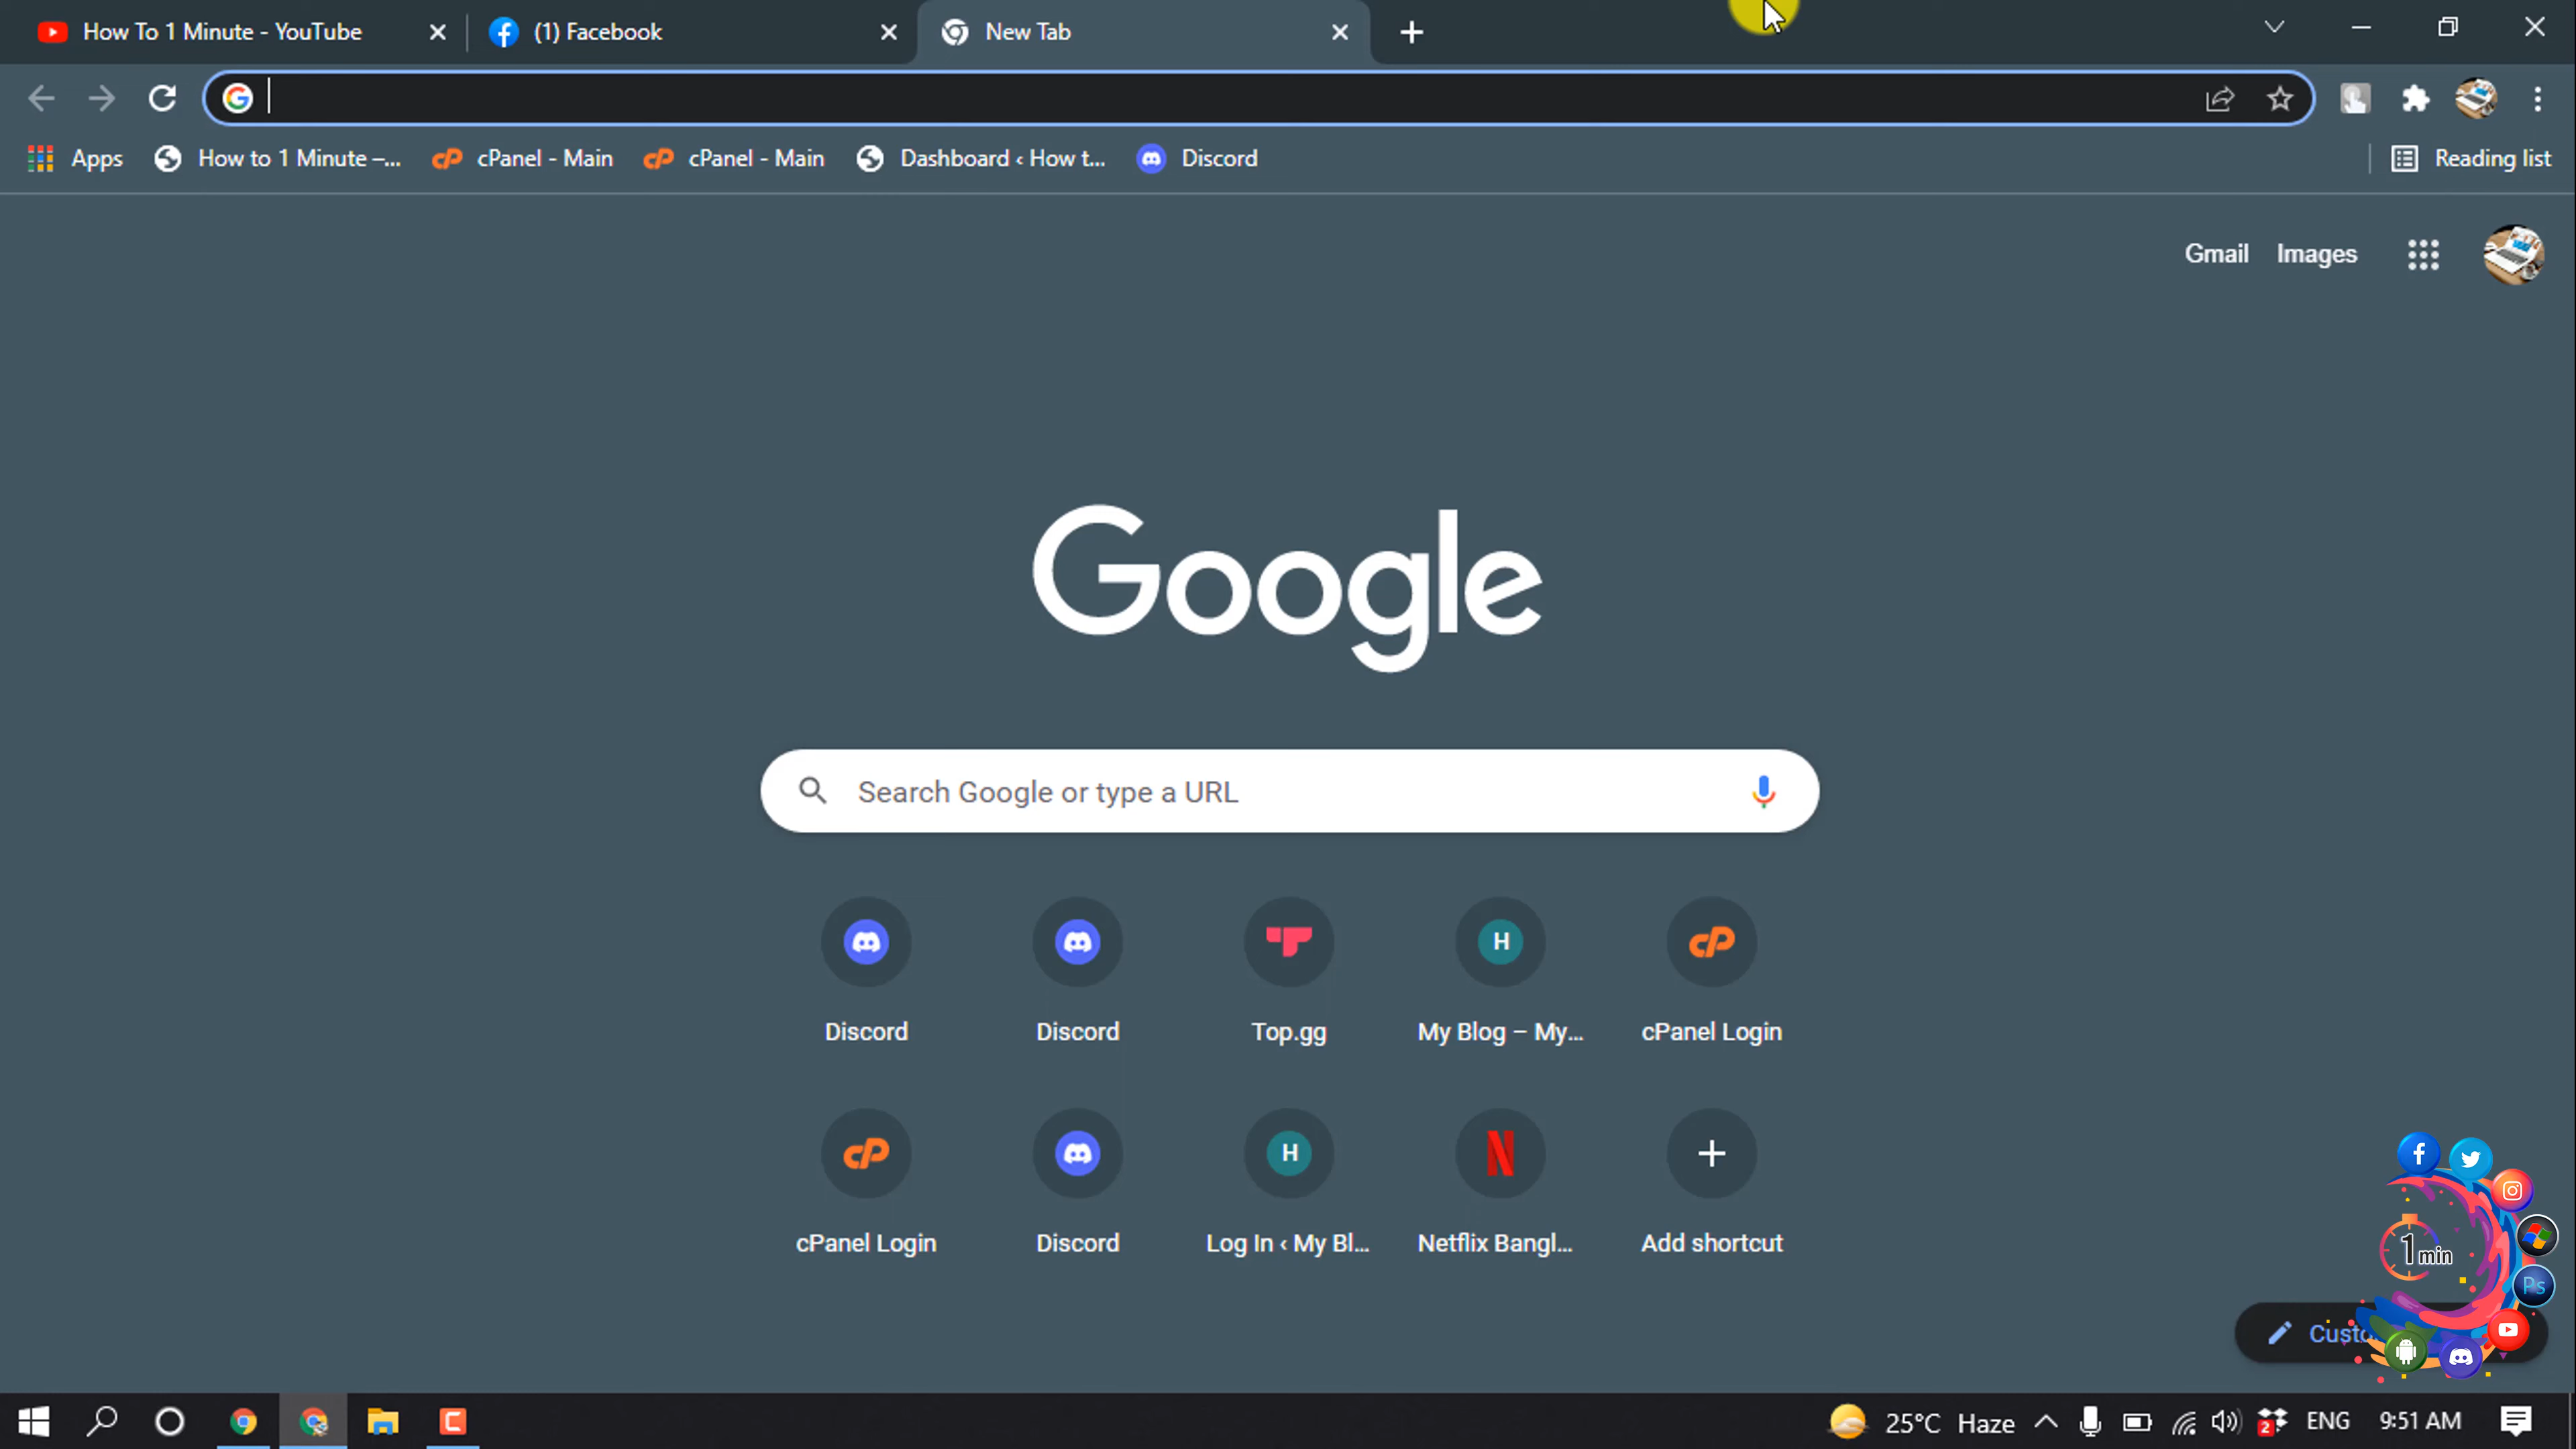 How To 1 Minute - YouTube (1) Facebook New Tab
Apps How to 1 Minute –... cPanel - Main cPanel - Main Dashboard ‹ How t... Discord Reading list
Gmail Images
Google
Search Google or type a URL
Discord Discord Top.gg My Blog – My... cPanel Login
cPanel Login Discord Log In ‹ My Bl... Netflix Bangl... Add shortcut
H
H
1 min
Ps
25°C Haze 2 ENG 9:51 AM